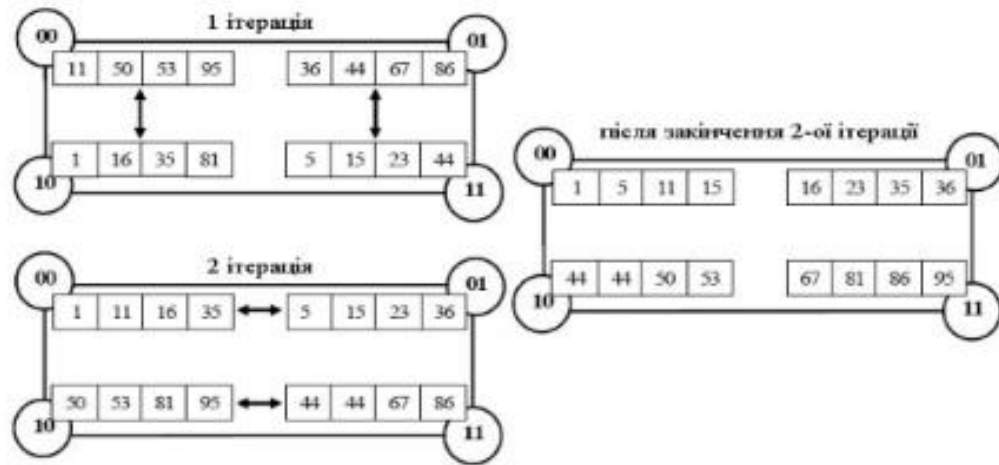 1 ітерація
00
01
11 50 53 95
36 44 67 86
1 16 35 81
5 15 23 44
10
11
2 ітерація
00
01
1 11 16 35
5 15 23 36
50 53 81 95
44 44 67 86
10
11
після закінчення 2-ої ітерації
00
01
1 5 11 15
16 23 35 36
44 44 50 53
67 81 86 95
10
11